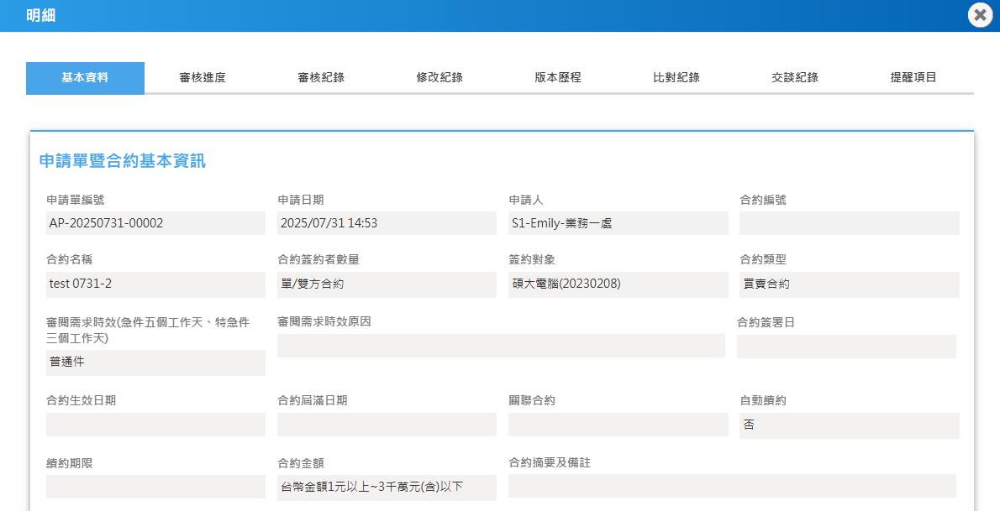 明細
基本資料 審核進度 審核紀錄 修改紀錄 版本歷程 比對紀錄 交談紀錄 提醒項目
申請單暨合約基本資訊
申請單編號 申請日期 申請人 合約編號
AP-20250731-00002 2025/07/31 14:53 S1-Emily-業務一處
合約名稱 合約簽約者數量 簽約對象 合約類型
test 0731-2 單/雙方合約 碩大電腦(20230208) 買賣合約
審閱需求時效(急件五個工作天、特急件 審閱需求時效原因 合約簽署日
三個工作天)
普通件
合約生效日期 合約屆滿日期 關聯合約 自動續約
否
續約期限 合約金額 合約摘要及備註
台幣金額1元以上~3千萬元(含)以下